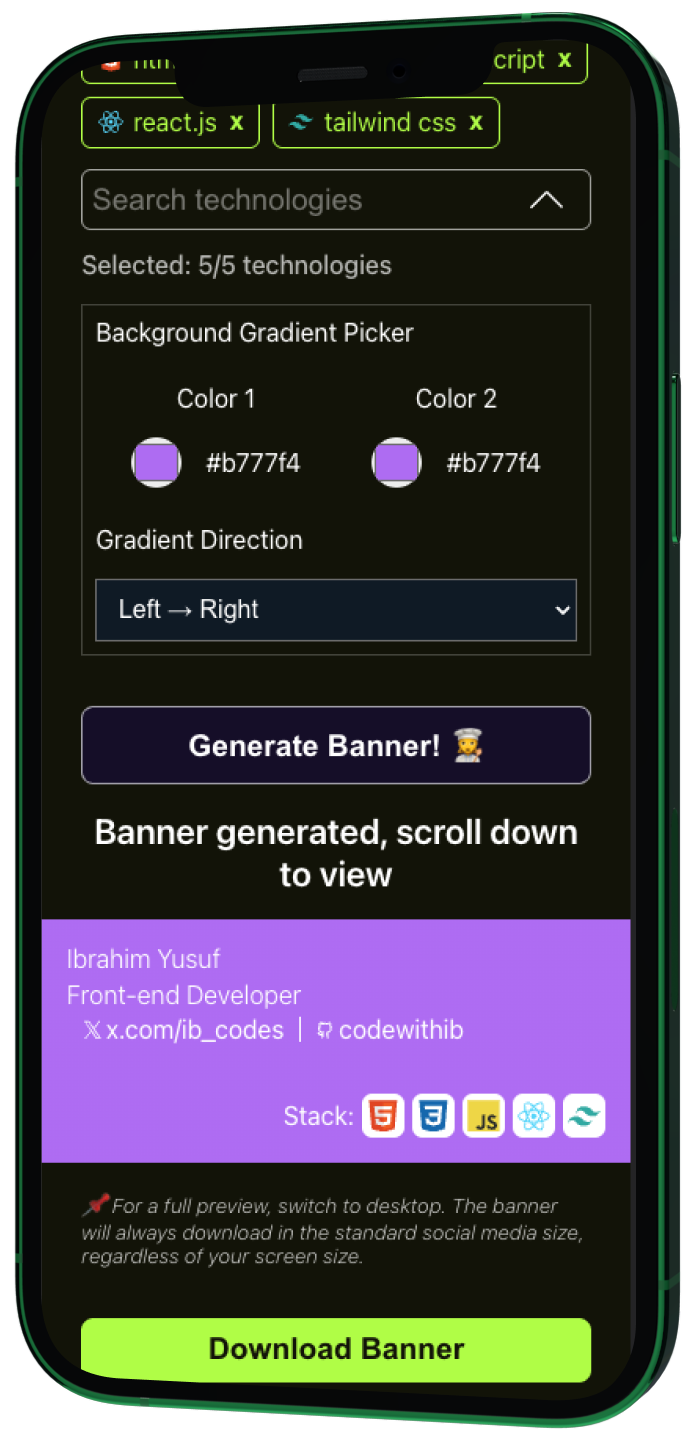 cript x
react.js x tailwind css x
Search technologies
Selected: 5/5 technologies
Background Gradient Picker
Color 1 Color 2
#b777f4 #b777f4
Gradient Direction
Left → Right
Generate Banner! 👩‍🍳
Banner generated, scroll down
to view
Ibrahim Yusuf
Front-end Developer
𝕏 x.com/ib_codes | codewithib
Stack: 5 3 JS
📌For a full preview, switch to desktop. The banner
will always download in the standard social media size,
regardless of your screen size.
Download Banner